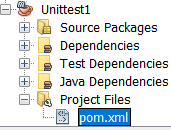 Unittest1
Source Packages
Dependencies
Test Dependencies
Java Dependencies
Project Files
pom.xml